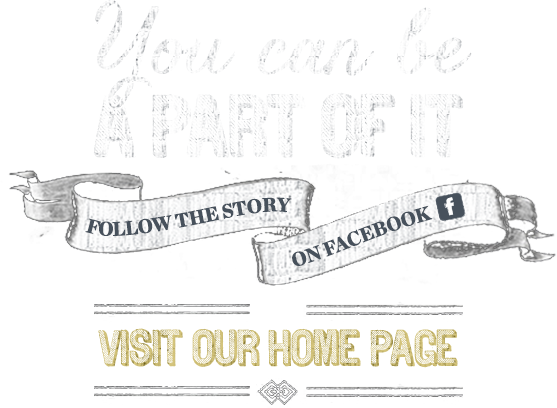 You can be
A PART OF IT
FOLLOW THE STORY
ON FACEBOOK f
VISIT OUR HOME PAGE